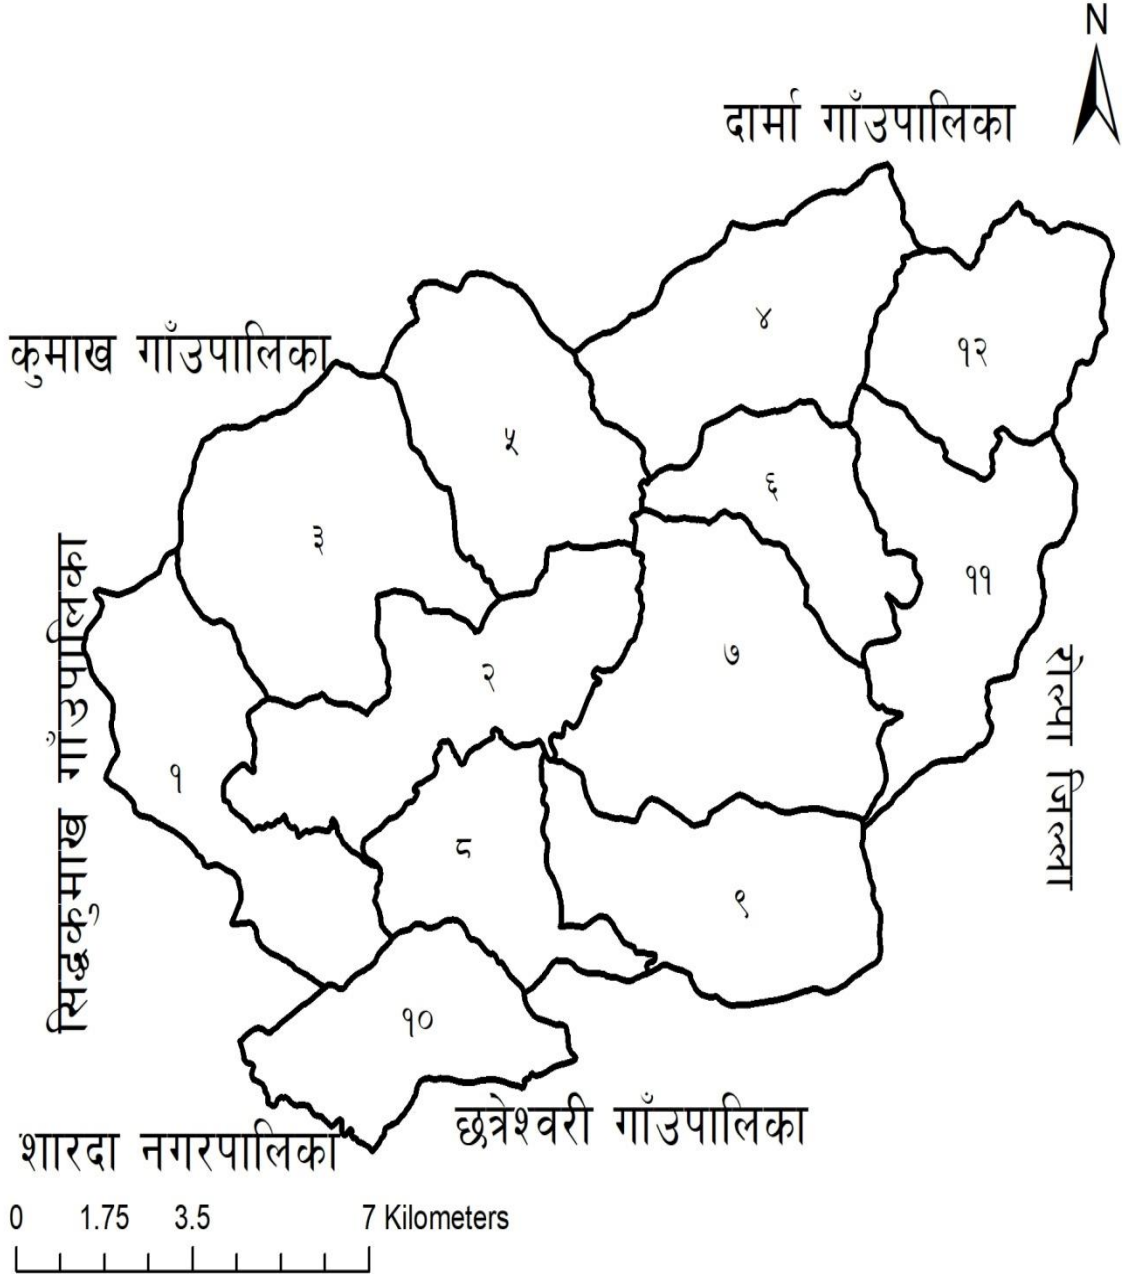 N
दार्मा गाँउपालिका
कुमाख गाँउपालिका
४
१२
५
६
३
११
सिद्धकुमाख गाँउपालिका
७
२
रोल्पा जिल्ला
१
८
९
१०
छत्रेश्वरी गाँउपालिका
शारदा नगरपालिका
0 1.75 3.5 7 Kilometers